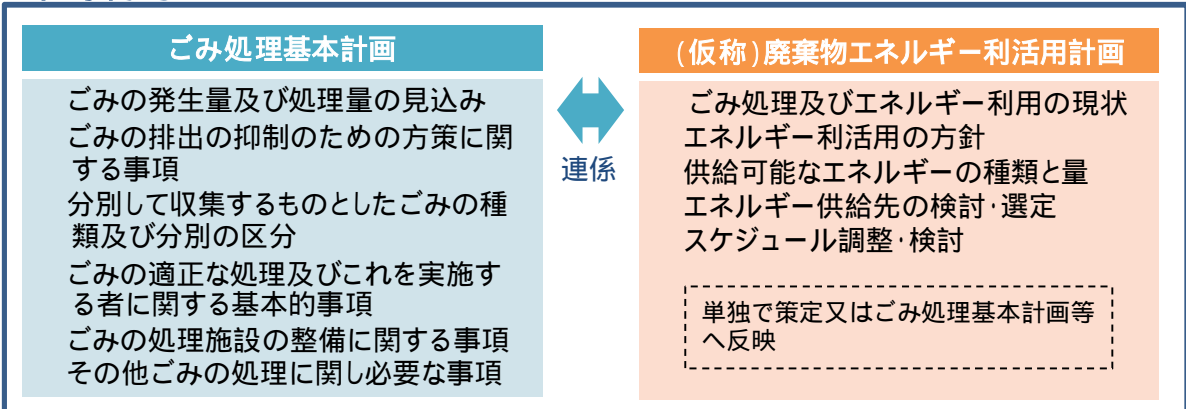 ごみ処理基本計画
ごみの発生量及び処理量の見込み
ごみの排出の抑制のための方策に関
する事項
分別して収集するものとしたごみの種
類及び分別の区分
ごみの適正な処理及びこれを実施す
る者に関する基本的事項
ごみの処理施設の整備に関する事項
その他ごみの処理に関し必要な事項
連係
(仮称)廃棄物エネルギー利活用計画
ごみ処理及びエネルギー利用の現状
エネルギー利活用の方針
供給可能なエネルギーの種類と量
エネルギー供給先の検討・選定
スケジュール調整・検討
単独で策定又はごみ処理基本計画等
へ反映